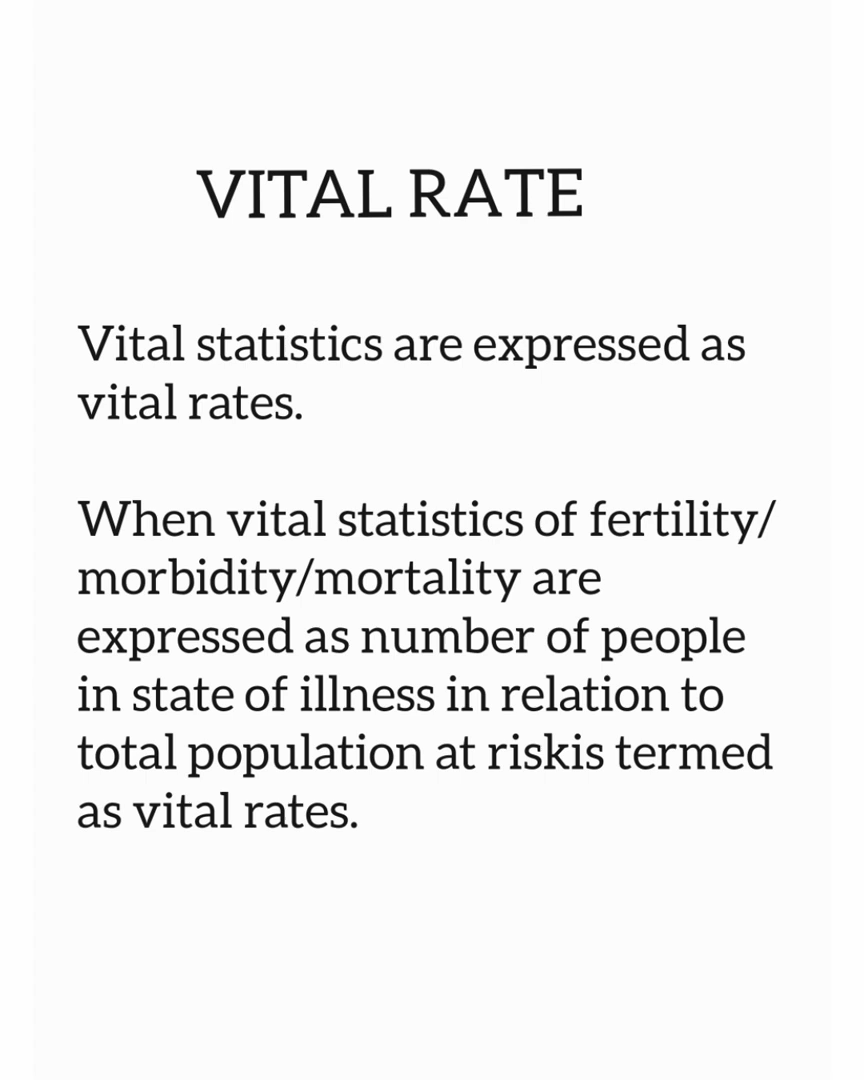 VITAL RATE
Vital statistics are expressed as
vital rates.
When vital statistics of fertility/
morbidity/mortality are
expressed as number of people
in state of illness in relation to
total population at riskis termed
as vital rates.